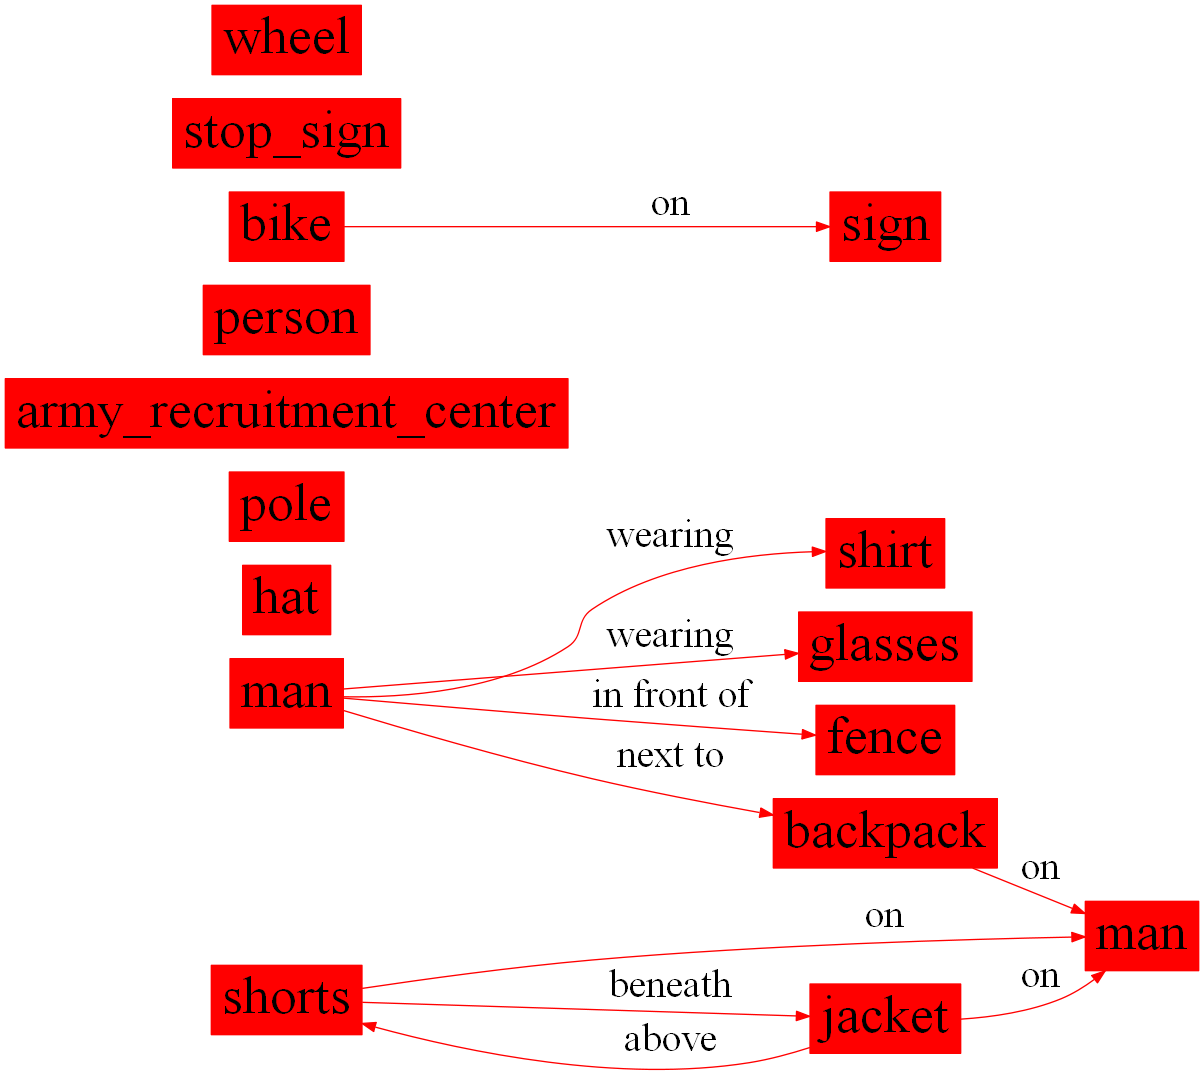 wheel
stop_sign
bike
on
sign
person
army_recruitment_center
pole
wearing
shirt
hat
wearing
glasses
man
in front of
fence
next to
backpack
on
on
man
shorts
beneath
on
jacket
above